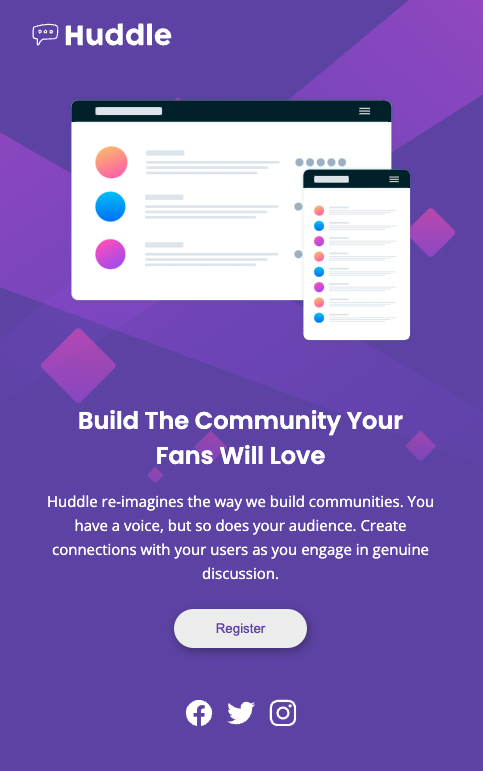 Huddle
Build The Community Your
Fans Will Love
Huddle re-imagines the way we build communities. You
have a voice, but so does your audience. Create
connections with your users as you engage in genuine
discussion.
Register